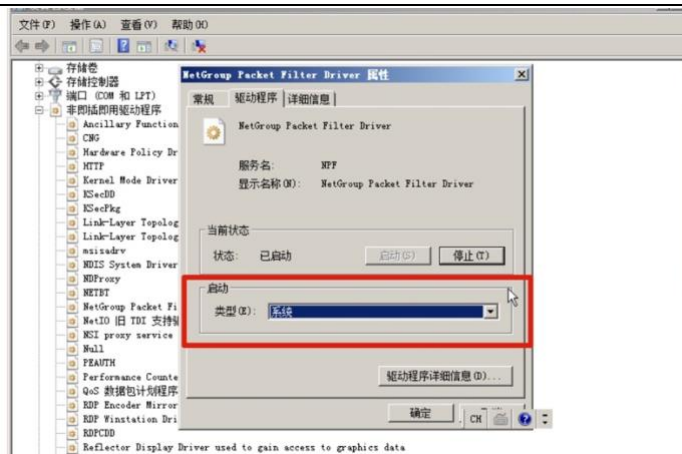 文件(F) 操作(A) 查看(V) 帮助(H)
存储卷
存储控制器
端口 (COM 和 LPT)
非即插即用驱动程序
Ancillary Function
CNG
Hardware Policy Dr
HTTP
Kernel Mode Driver
KSecDD
KSecPkg
Link-Layer Topolog
Link-Layer Topolog
msisadrv
NDIS System Driver
NDProxy
NETBT
NetGroup Packet Fi
NetIO 旧 TDI 支持
NSI proxy service
Null
PEAUTH
Performance Counte
QoS 数据包计划程序
RDP Encoder Mirror
RDP Winstation Dri
RDPCDD
Reflector Display Driver used to gain access to graphics data
NetGroup Packet Filter Driver 属性
常规 驱动程序 详细信息
NetGroup Packet Filter Driver
服务名: NPF
显示名称(N): NetGroup Packet Filter Driver
当前状态
状态: 已启动 启动(S) 停止(T)
启动
类型(E): 系统
驱动程序详细信息(D)...
确定
CH